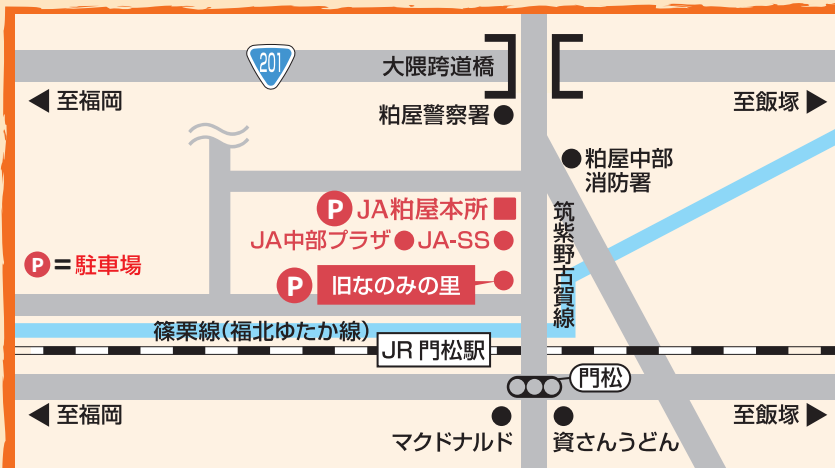 201
大隈跨道橋
至福岡
至飯塚
粕屋警察署
粕屋中部
消防署
P JA粕屋本所
JA中部プラザ
JA-SS
筑紫野古賀線
P=駐車場
P 旧なのみの里
篠栗線(福北ゆたか線)
JR 門松駅
門松
至福岡
至飯塚
マクドナルド
資さんうどん